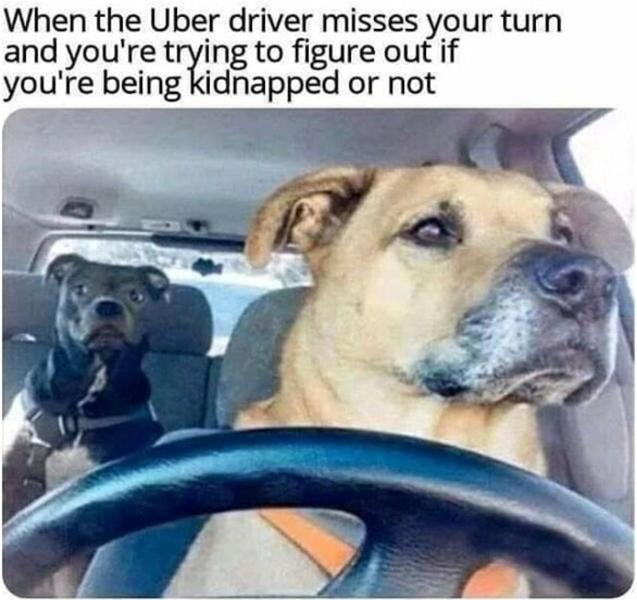 When the Uber driver misses your turn
and you're trying to figure out if
you're being kidnapped or not